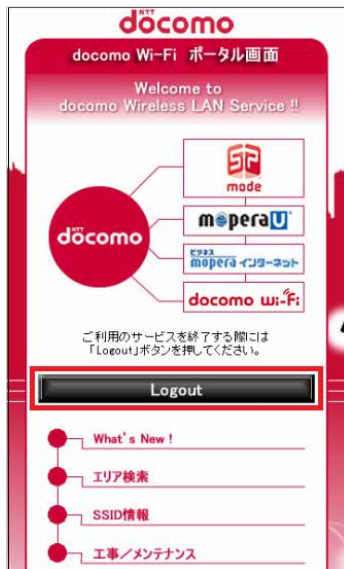 NTT
döcomo
docomo Wi-Fi ポータル画面
Welcome to
docomo Wireless LAN Service !!
SP
mode
NTT
döcomo
moperaU
ビジネス
mopera インターネット
docomo Wi-Fi
ご利用のサービスを終了する際には
「Logout」ボタンを押してください。
Logout
What's New !
エリア検索
SSID情報
工事／メンテナンス